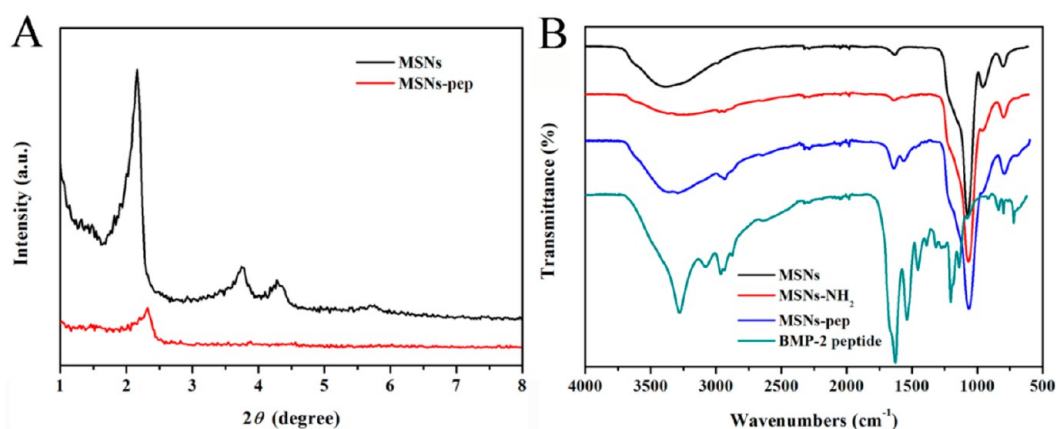 A
Intensity (a.u.)
MSNs
MSNs-pep
1 2 3 4 5 6 7 8
2θ (degree)
B
Transmittance (%)
MSNs
MSNs-NH₂
MSNs-pep
BMP-2 peptide
4000 3500 3000 2500 2000 1500 1000 500
Wavenumbers (cm⁻¹)